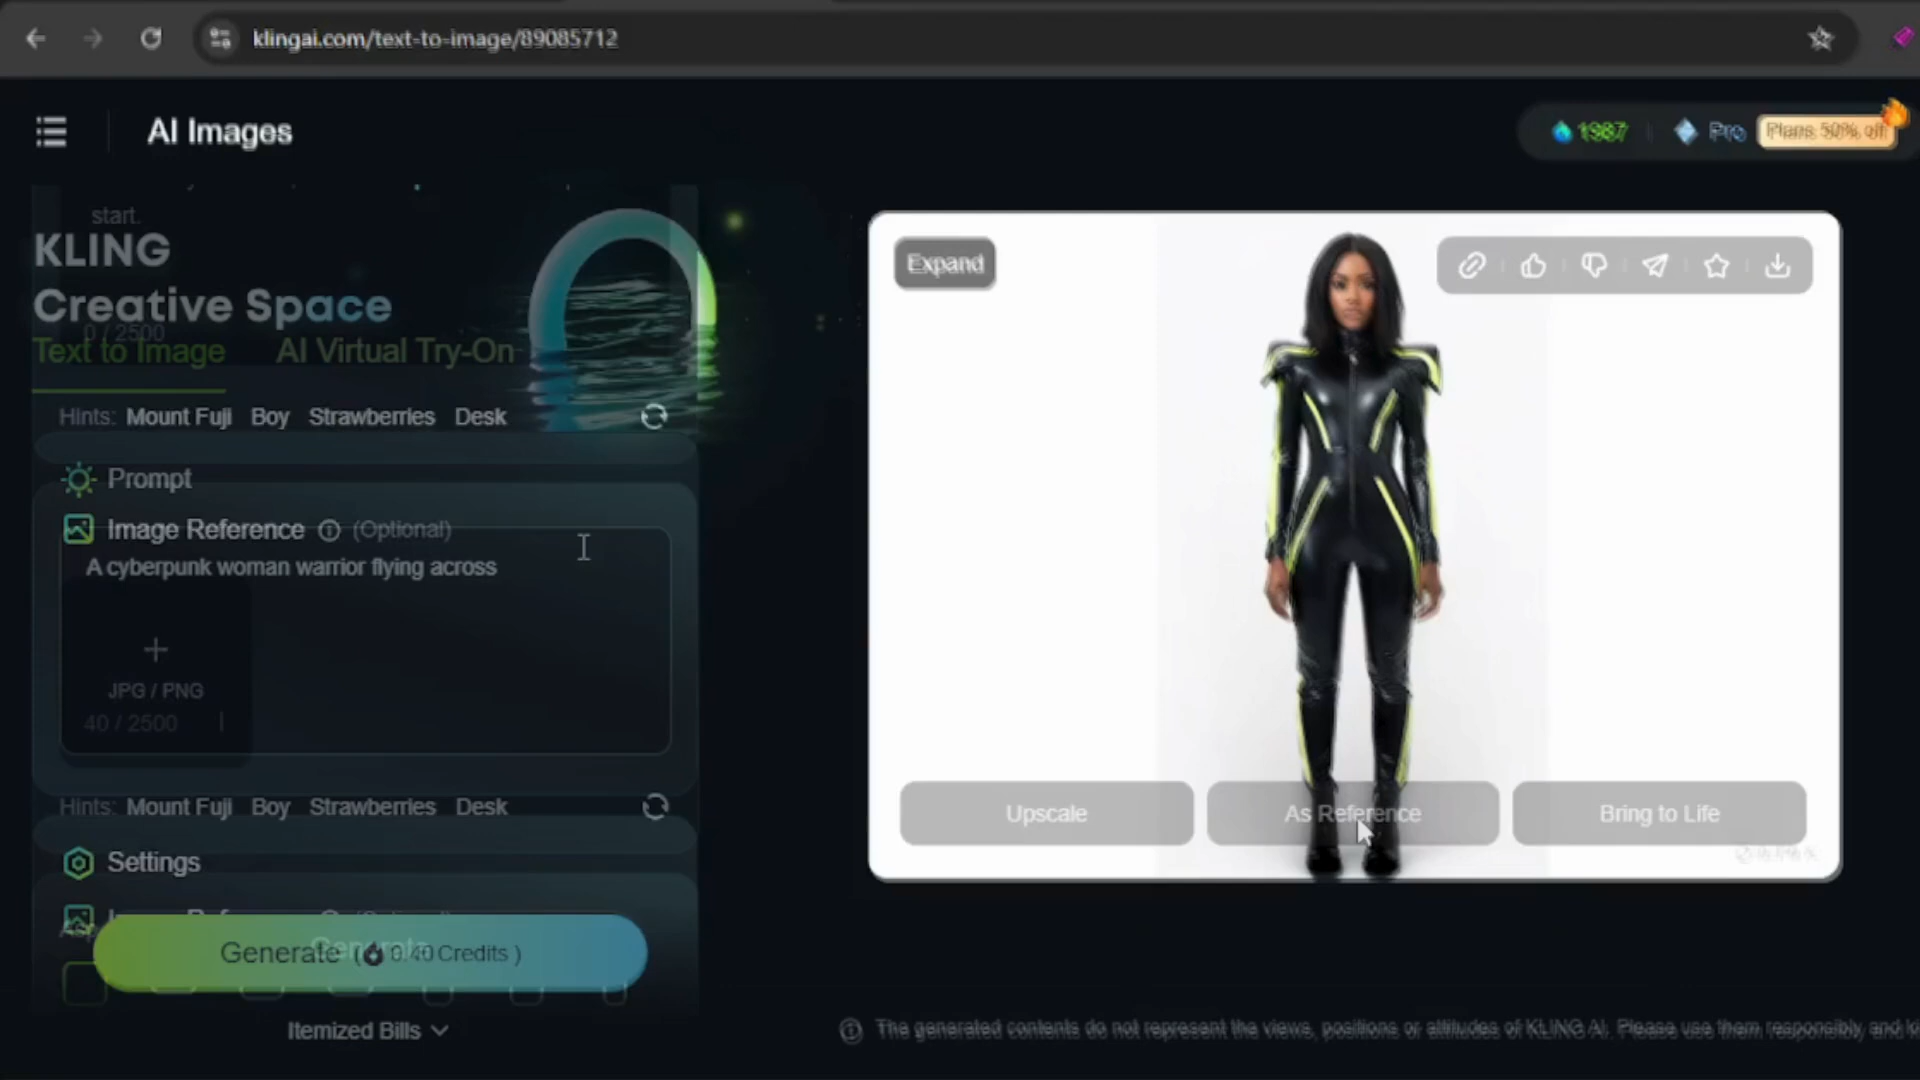 klingai.com/text-to-image/89085712
AI Images
1987
Pro
Plans 50% off
start.
KLING
Creative Space
0 / 2500
Text to Image
AI Virtual Try-On
Hints: Mount Fuji Boy Strawberries Desk
Prompt
Image Reference (Optional)
A cyberpunk woman warrior flying across
JPG / PNG
40 / 2500
Hints: Mount Fuji Boy Strawberries Desk
Settings
Generate ( 0.40 Credits )
Itemized Bills
Expand
Upscale
As Reference
Bring to Life
The generated contents do not represent the views, positions or attitudes of KLING AI. Please use them responsibly and